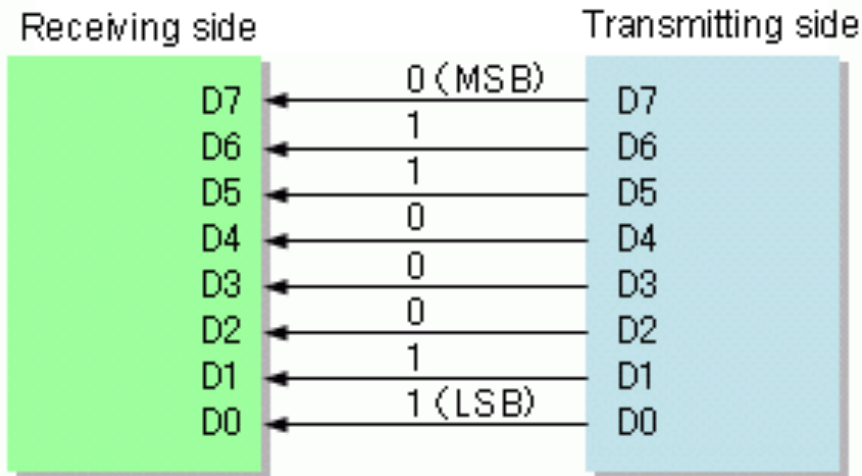 Receiving side Transmitting side
D7 0 (MSB) D7
D6 1 D6
D5 1 D5
D4 0 D4
D3 0 D3
D2 0 D2
D1 1 D1
D0 1 (LSB) D0